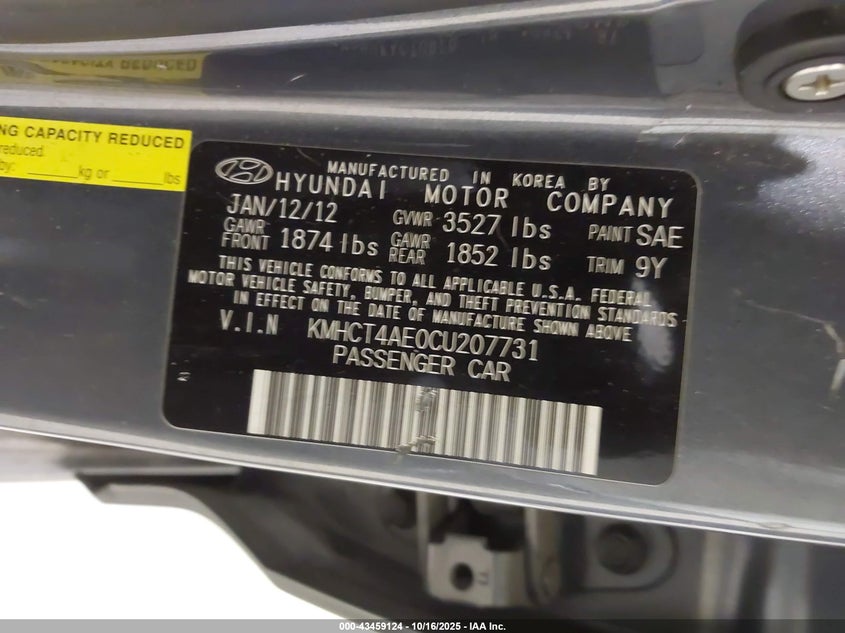 NG CAPACITY REDUCED
reduced
by: ______kg or ______lbs
MANUFACTURED IN KOREA BY
HYUNDAI MOTOR COMPANY
JAN/12/12 GVWR 3527 lbs PAINT SAE
GAWR FRONT 1874 lbs GAWR REAR 1852 lbs TRIM 9Y
THIS VEHICLE CONFORMS TO ALL APPLICABLE U.S.A. FEDERAL
MOTOR VEHICLE SAFETY, BUMPER, AND THEFT PREVENTION STANDARDS
IN EFFECT ON THE DATE OF MANUFACTURE SHOWN ABOVE
V.I.N KMHCT4AE0CU207731
PASSENGER CAR
000-43459124 - 10/16/2025 - IAA Inc.